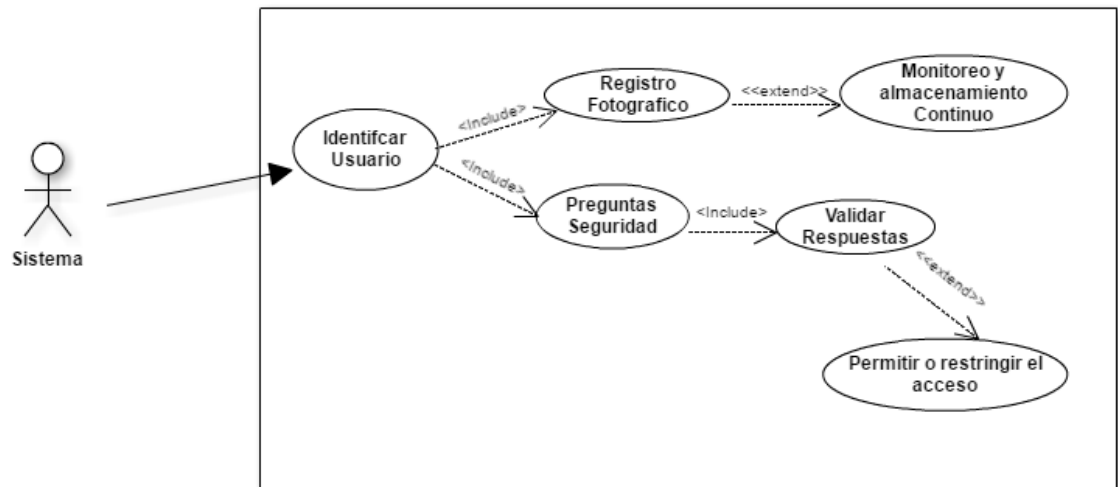 Sistema
Identifcar
Usuario
<Include>
<Include>
Registro
Fotografico
<<extend>>
Monitoreo y
almacenamiento
Continuo
Preguntas
Seguridad
<Include>
Validar
Respuestas
<<extend>>
Permitir o restringir el
acceso